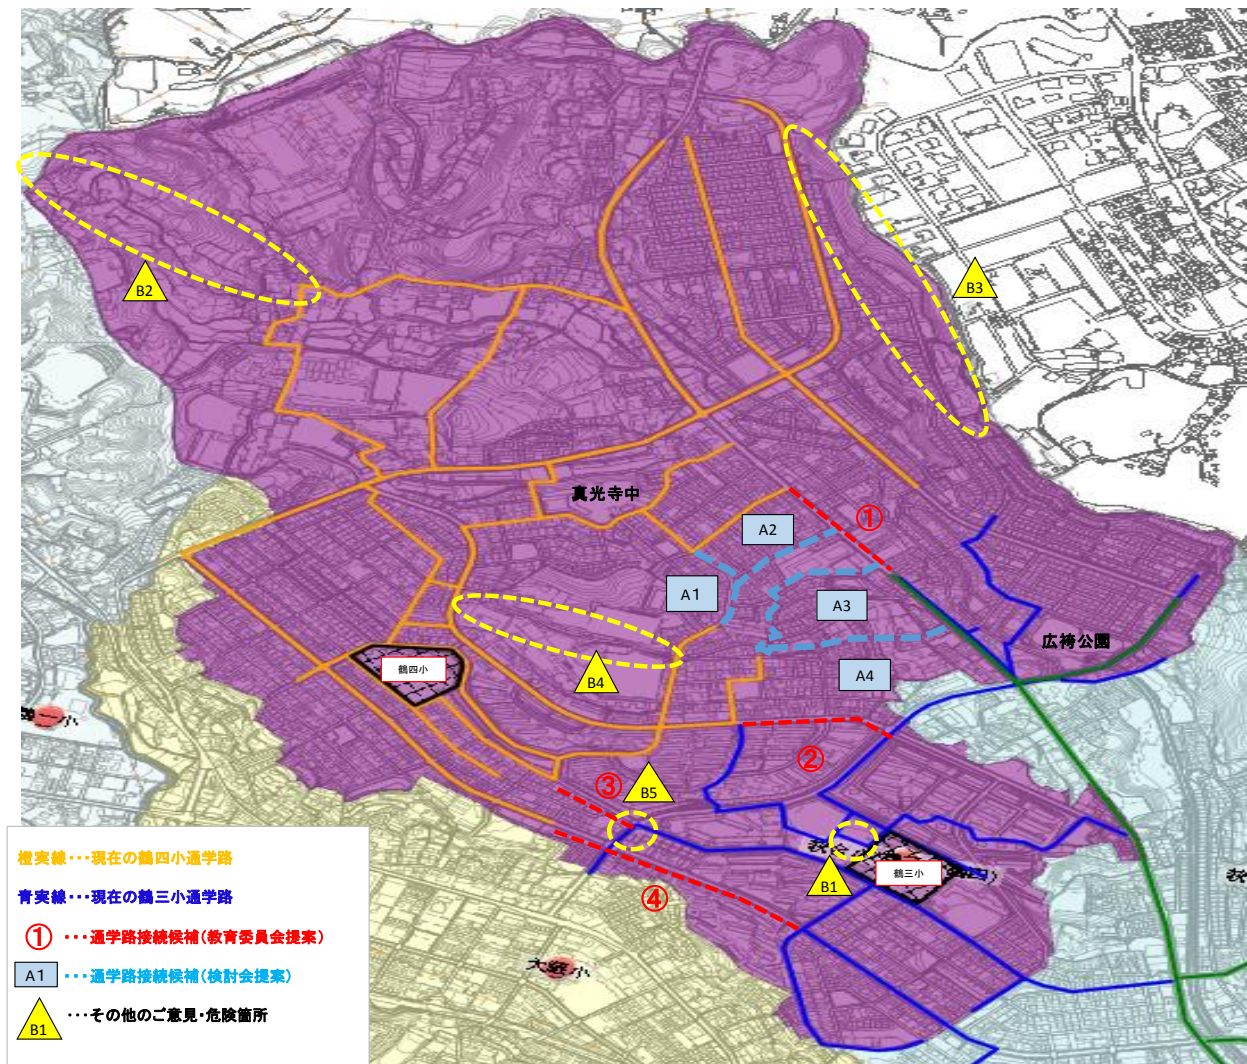 B2
B3
真光寺中
①
A2
A1
A3
広袴公園
鶴四小
B4
A4
②
③
B5
B1
鶴三小
④
橙実線・・・現在の鶴四小通学路
青実線・・・現在の鶴三小通学路
① ・・・通学路接続候補(教育委員会提案)
A1 ・・・通学路接続候補(検討会提案)
B1 ・・・その他のご意見・危険箇所